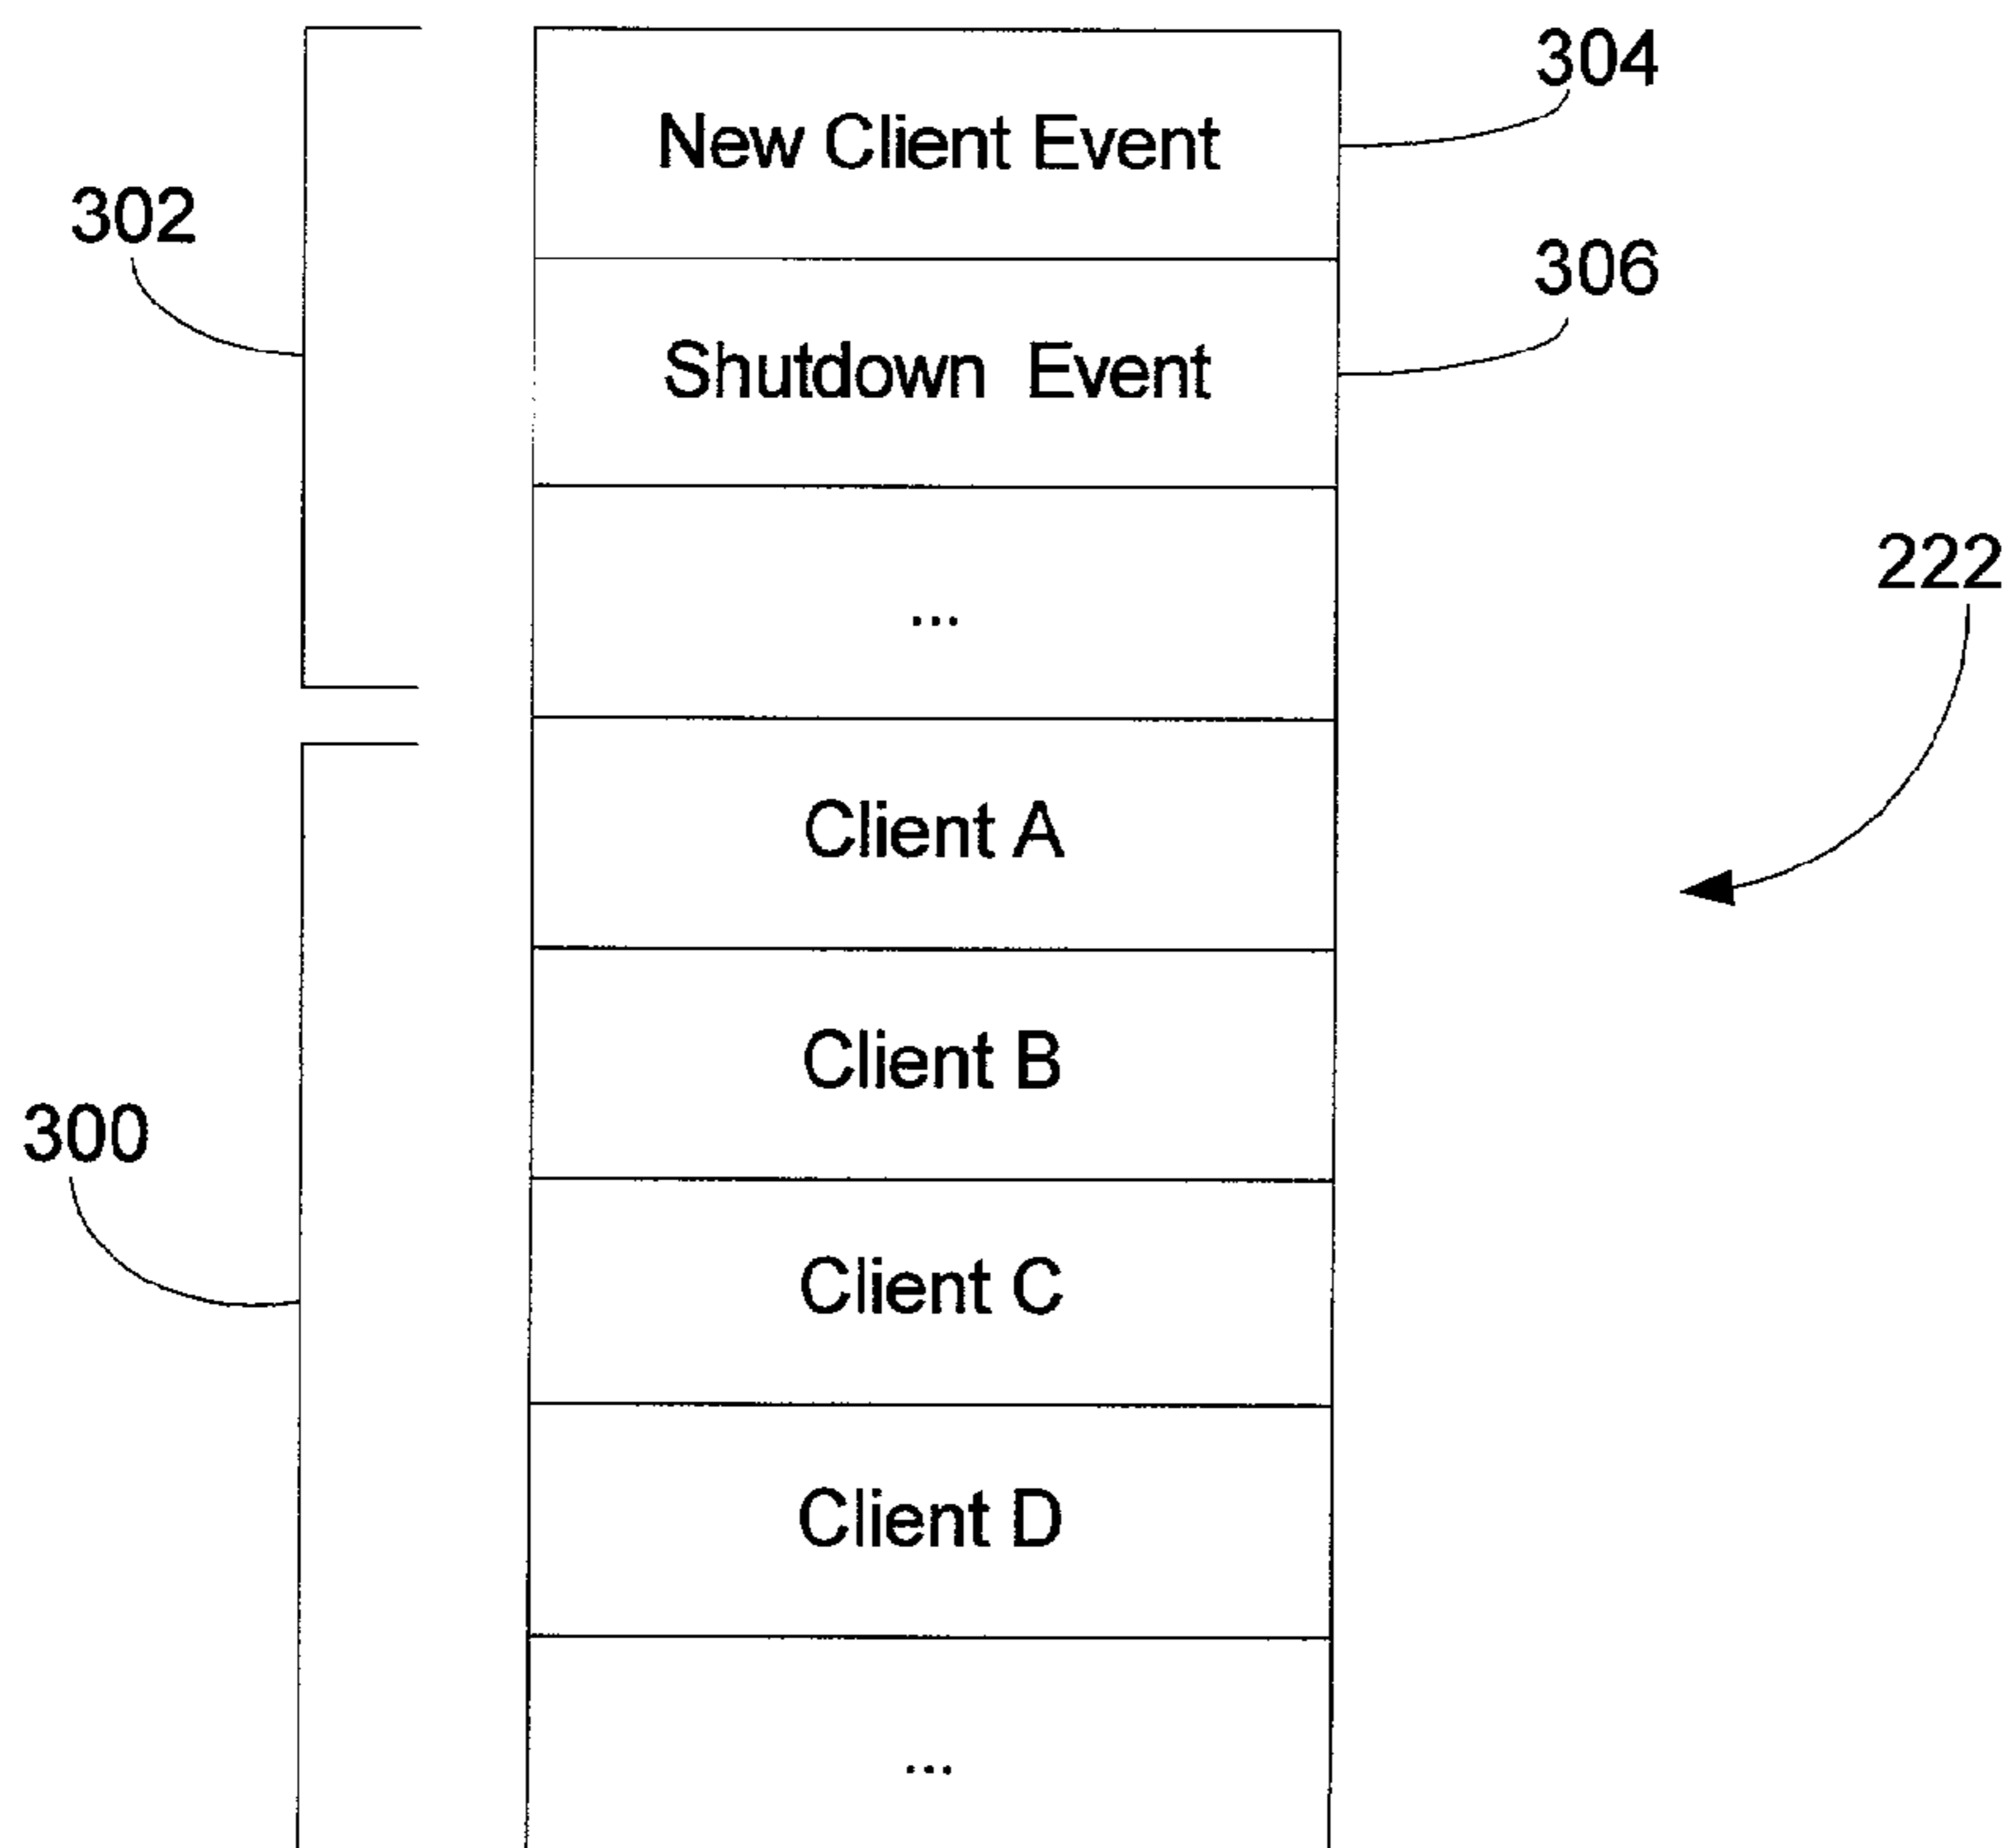 304
New Client Event
302
306
Shutdown Event
222
...
Client A
Client B
300
Client C
Client D
...